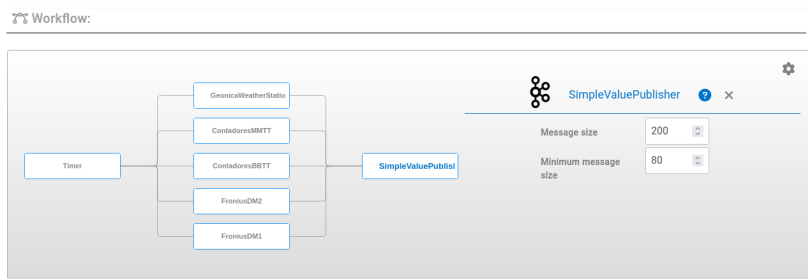 Workflow:
GeonicaWeatherStatio
ContadoresMMTT
Timer
ContadoresBBTT
SimpleValuePublisl
FroniusDM2
FroniusDM1
SimpleValuePublisher ? ×
Message size 200
Minimum message 80
size